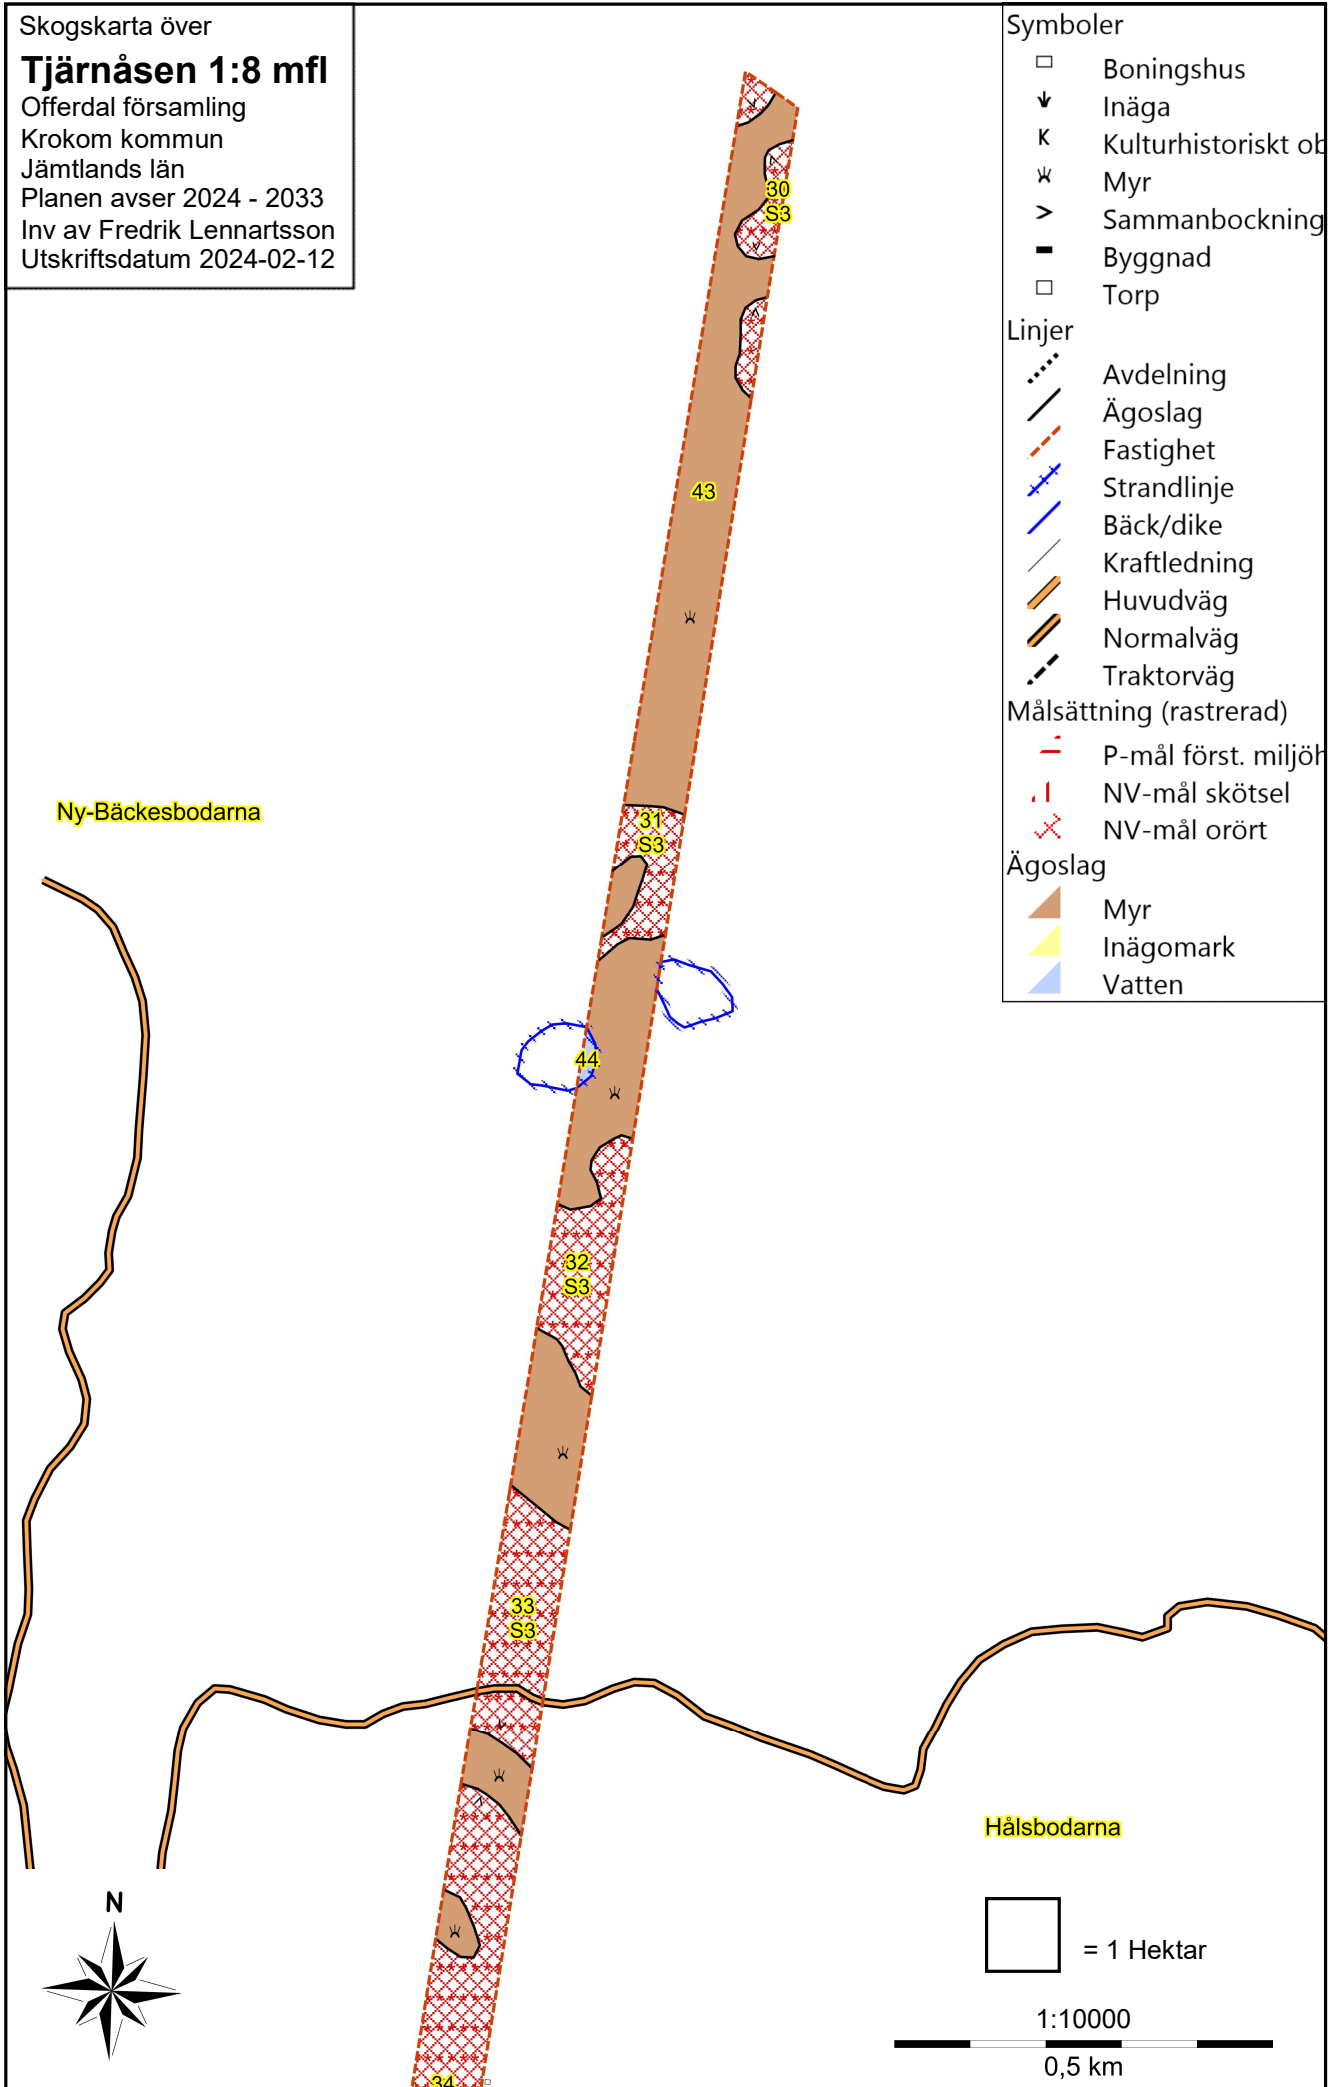 Skogskarta över
Tjärnåsen 1:8 mfl
Offerdal församling
Krokom kommun
Jämtlands län
Planen avser 2024 - 2033
Inv av Fredrik Lennartsson
Utskriftsdatum 2024-02-12
Symboler
Boningshus
Inäga
Kulturhistoriskt ob
Myr
Sammanbockning
Byggnad
Torp
Linjer
Avdelning
Ägoslag
Fastighet
Strandlinje
Bäck/dike
Kraftledning
Huvudväg
Normalväg
Traktorväg
Målsättning (rastrerad)
P-mål först. miljöh
NV-mål skötsel
NV-mål orört
Ägoslag
Myr
Inägomark
Vatten
30
S3
43
Ny-Bäckesbodarna
31
S3
44
32
S3
33
S3
Hålsbodarna
N
= 1 Hektar
1:10000
0,5 km
34